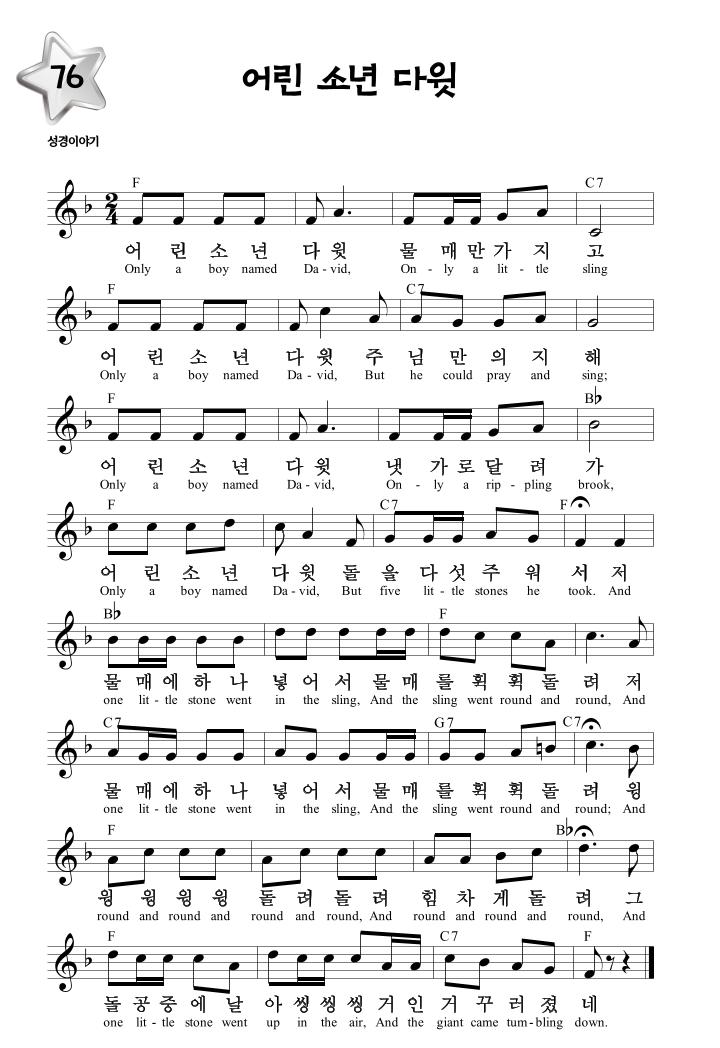 76
어린 소년 다윗
성경이야기
F C7
2
4
어 린 소 년 다 윗 물 매 만 가 지 고
Only a boy named Da - vid, On - ly a lit - tle sling
F C7
어 린 소 년 다 윗 주 님 만 의 지 해
Only a boy named Da - vid, But he could pray and sing;
F B♭
어 린 소 년 다 윗 냇 가 로 달 려 가
Only a boy named Da - vid, On - ly a rip - pling brook,
F C7 F
어 린 소 년 다 윗 돌 을 다 섯 주 워 서 저
Only a boy named Da - vid, But five lit - tle stones he took. And
B♭ F
물 매 에 하 나 넣 어 서 물 매 를 휙 휙 돌 려 저
one lit - tle stone went in the sling, And the sling went round and round, And
C7 G7 C7
물 매 에 하 나 넣 어 서 물 매 를 휙 휙 돌 려 윙
one lit - tle stone went in the sling, And the sling went round and round; And
F B♭
윙 윙 윙 윙 돌 려 돌 려 힘 차 게 돌 려 그
round and round and round and round, And round and round and round, And
F C7 F
돌 공 중 에 날 아 씽 씽 씽 거 인 거 꾸 러 졌 네
one lit - tle stone went up in the air, And the giant came tum - bling down.